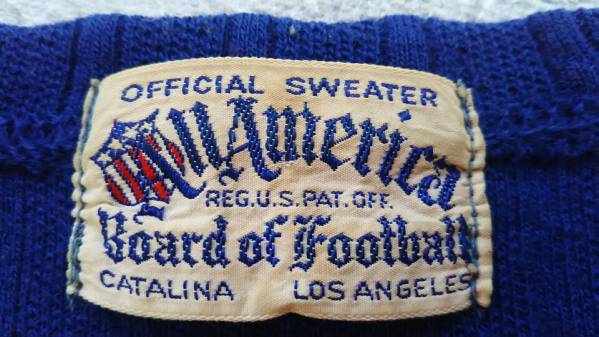 OFFICIAL SWEATER
All America
REG.U.S.PAT.OFF.
Board of Football
CATALINA LOS ANGELES